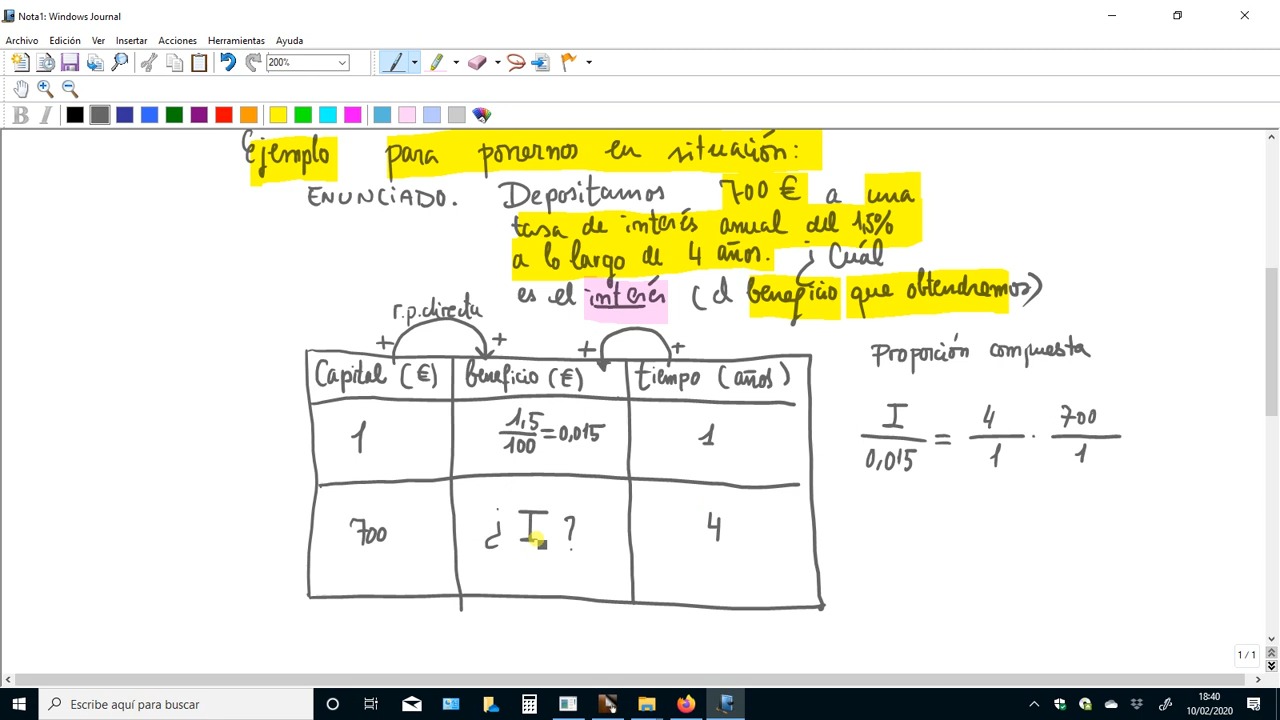 Nota1: Windows Journal
Archivo Edición Ver Insertar Acciones Herramientas Ayuda
200%
B I
Ejemplo para ponernos en situación:
ENUNCIADO. Depositamos 700 € a una
tasa de interés anual del 1,5%
a lo largo de 4 años. ¿Cuál
es el interés (el beneficio que obtendremos)
r.p.directa
+ + + +
Capital (€) beneficio (€) tiempo (años)
1 1,5/100 = 0,015 1
700 ¿ I ? 4
Proporción compuesta
I/0,015 = 4/1 · 700/1
1 / 1
Escribe aquí para buscar
18:40
10/02/2020